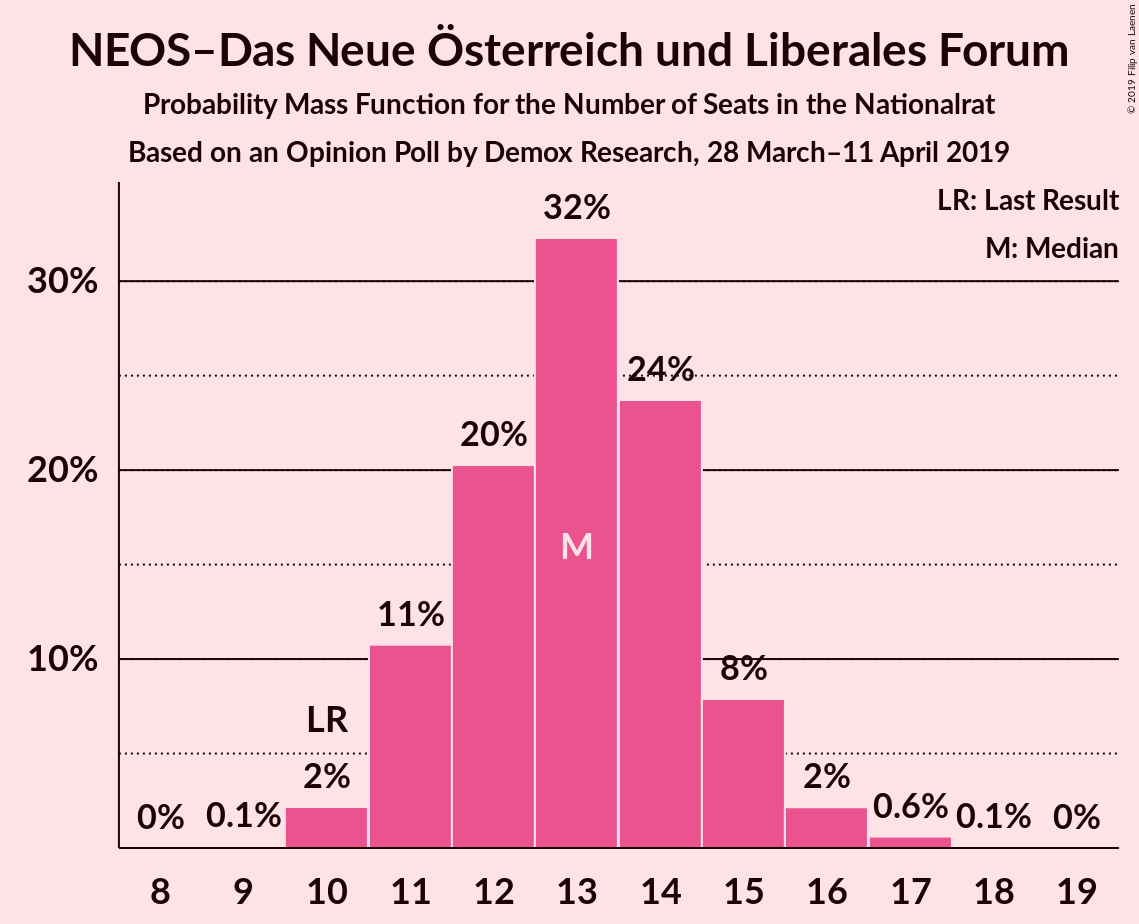 NEOS–Das Neue Österreich und Liberales Forum
Probability Mass Function for the Number of Seats in the Nationalrat
Based on an Opinion Poll by Demox Research, 28 March–11 April 2019
© 2019 Filip van Laenen
LR: Last Result
M: Median
32%
30%
24%
20%
20%
M
11%
10%
8%
LR
2%
2%
0%
0.1%
0.6%
0.1%
0%
8 9 10 11 12 13 14 15 16 17 18 19